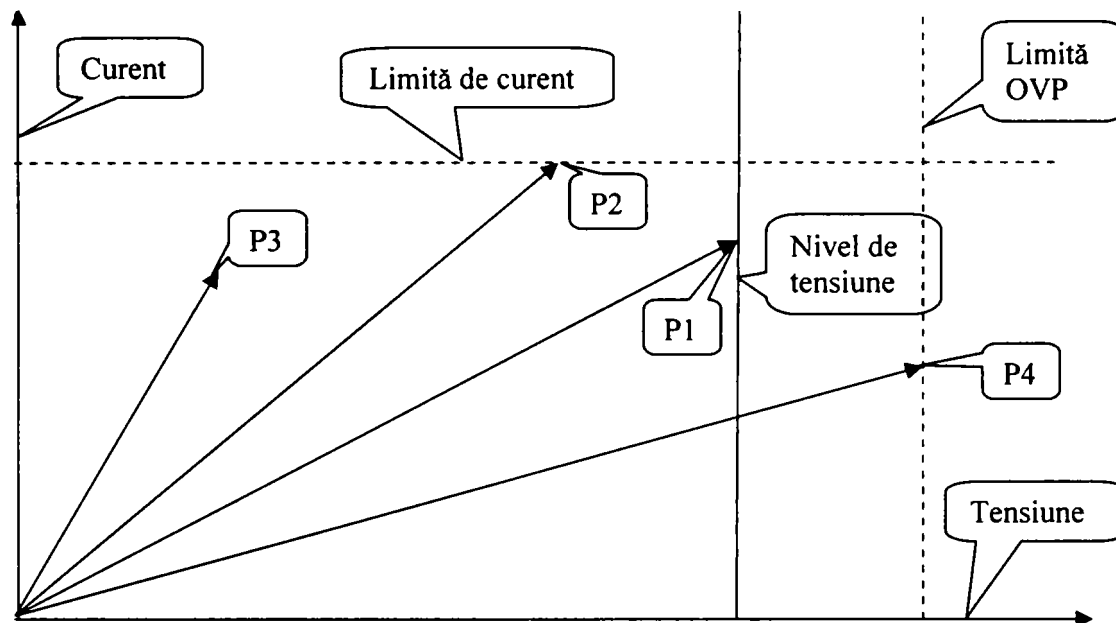 Curent
Limită de curent
Limită
OVP
P2
P3
Nivel de
tensiune
P1
P4
Tensiune